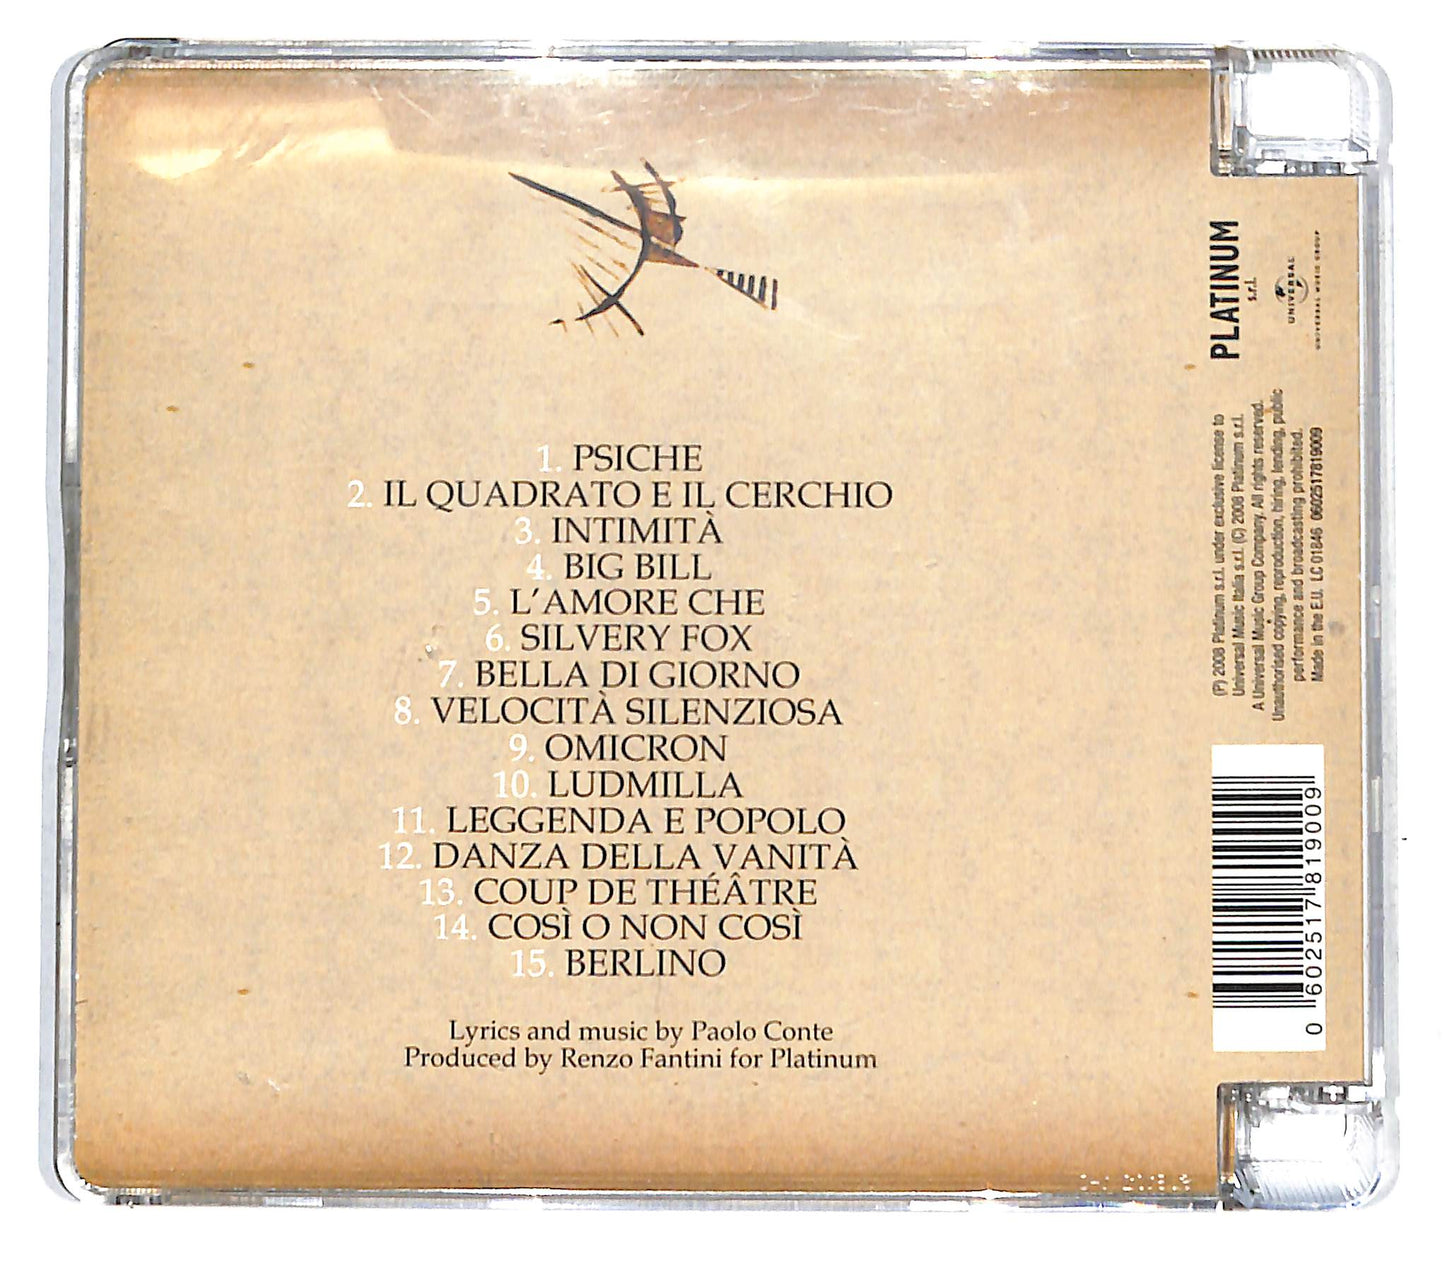 1. PSICHE
2. IL QUADRATO E IL CERCHIO
3. INTIMITÀ
4. BIG BILL
5. L'AMORE CHE
6. SILVERY FOX
7. BELLA DI GIORNO
8. VELOCITÀ SILENZIOSA
9. OMICRON
10. LUDMILLA
11. LEGGENDA E POPOLO
12. DANZA DELLA VANITÀ
13. COUP DE THÉÂTRE
14. COSÌ O NON COSÌ
15. BERLINO
Lyrics and music by Paolo Conte
Produced by Renzo Fantini for Platinum
PLATINUM
s.r.l.
UNIVERSAL
UNIVERSAL MUSIC GROUP
(P) 2008 Platinum s.r.l. under exclusive license to
Universal Music Italia s.r.l. (C) 2008 Platinum s.r.l.
A Universal Music Group Company. All rights reserved.
Unauthorised copying, reproduction, hiring, lending, public
performance and broadcasting prohibited.
Made in the E.U. LC 01846 0602517819009
0 602517 819009